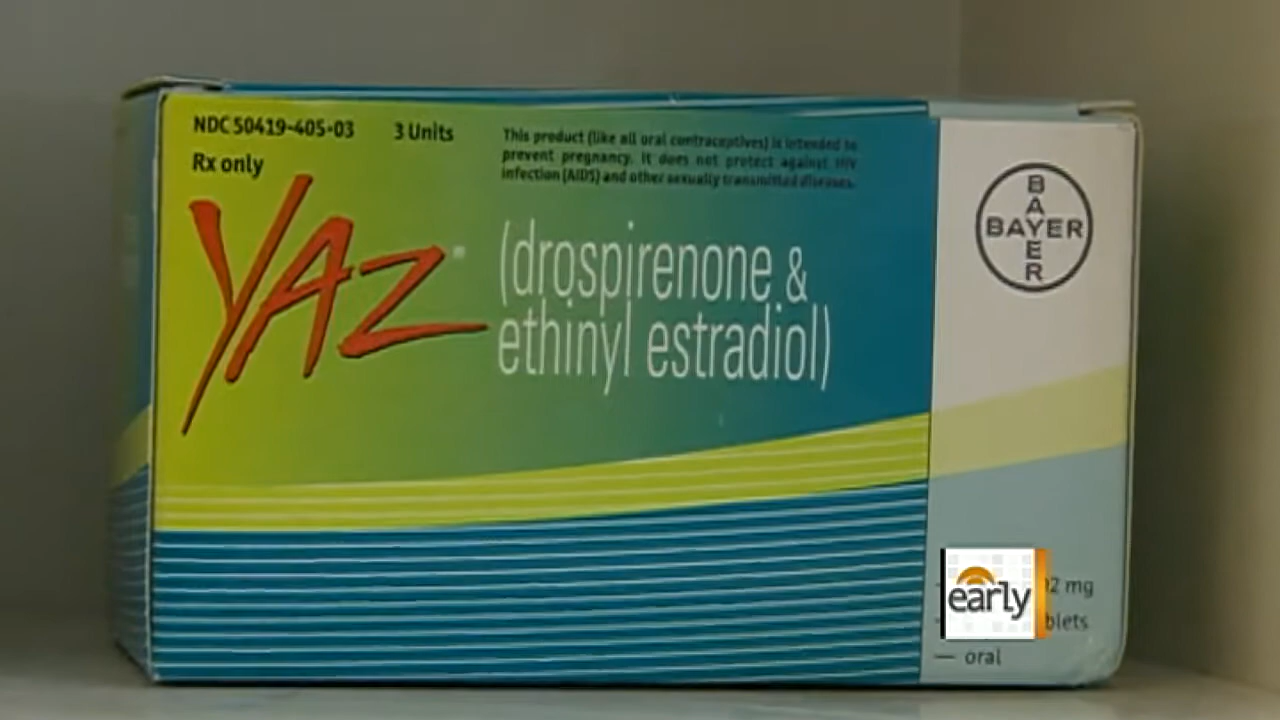 NDC 50419-405-03 3 Units
Rx only
This product (like all oral contraceptives) is intended to
prevent pregnancy. It does not protect against HIV
infection (AIDS) and other sexually transmitted diseases.
YAZ®
(drospirenone &
ethinyl estradiol)
BAYER
BAYER
early
mg
— oral